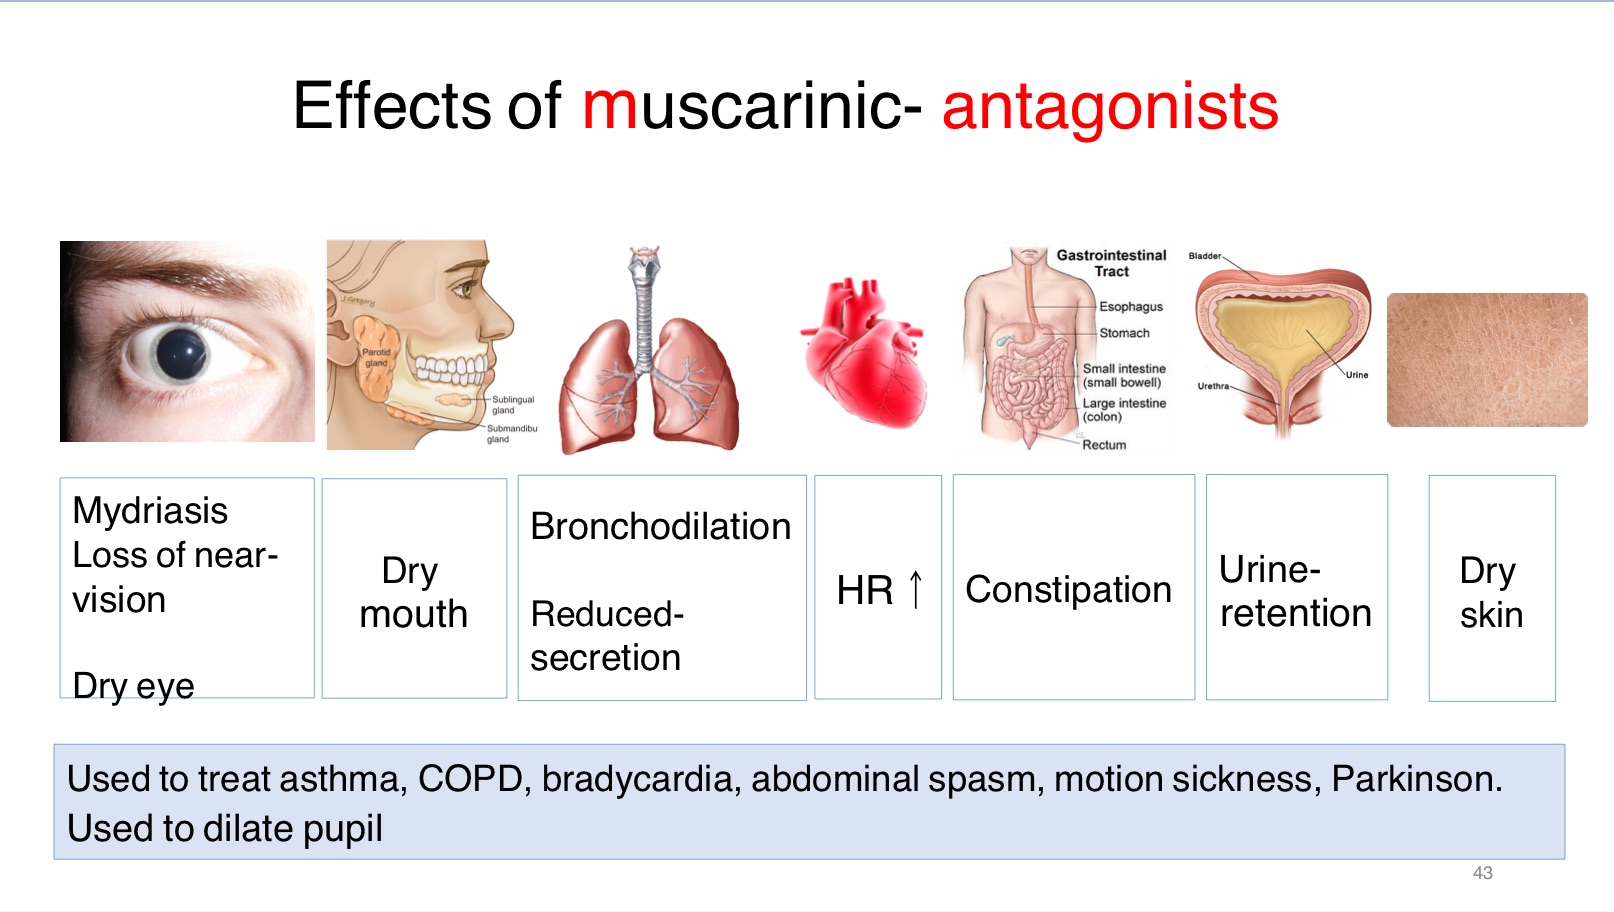 Effects of muscarinic- antagonists
J. Gregory
Parotid
gland
Sublingual
gland
Submandibu
gland
Gastrointestinal
Tract
Esophagus
Stomach
Small intestine
(small bowell)
Large intestine
(colon)
Rectum
Bladder
Urine
Urethra
Mydriasis
Loss of near-
vision
Dry eye
Dry
mouth
Bronchodilation
Reduced-
secretion
HR ↑
Constipation
Urine-
retention
Dry
skin
Used to treat asthma, COPD, bradycardia, abdominal spasm, motion sickness, Parkinson.
Used to dilate pupil
43